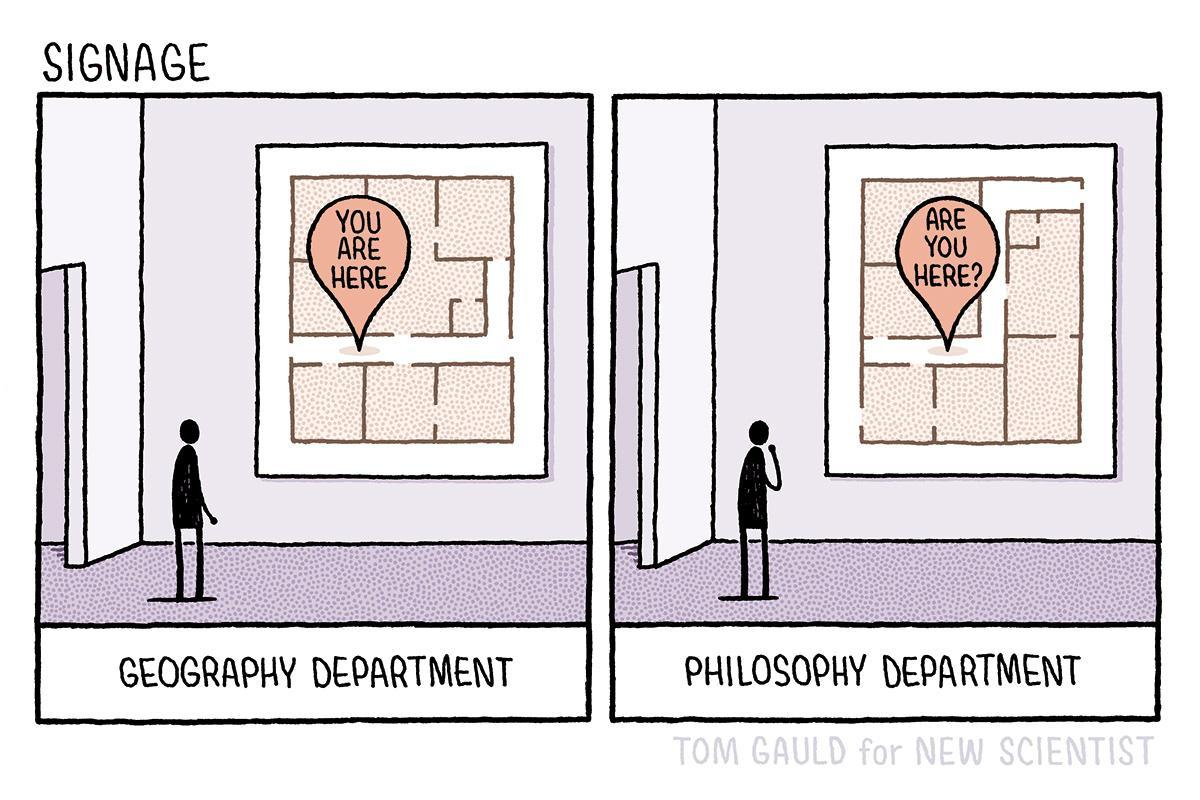 SIGNAGE
YOU
ARE
HERE
GEOGRAPHY DEPARTMENT
ARE
YOU
HERE?
PHILOSOPHY DEPARTMENT
TOM GAULD for NEW SCIENTIST